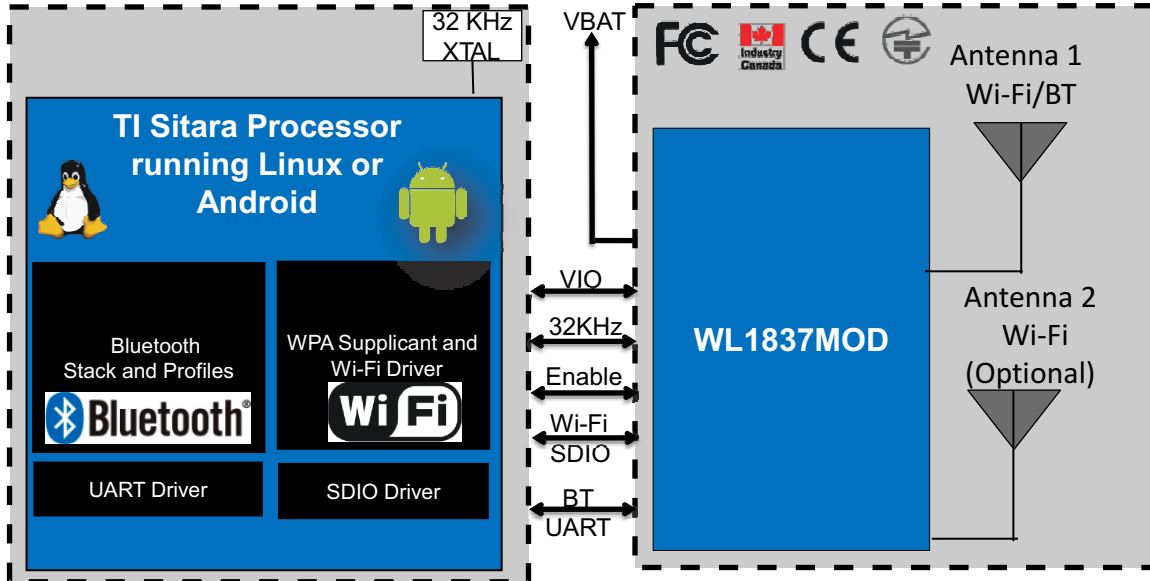 32 KHz
XTAL
TI Sitara Processor
running Linux or
Android
Bluetooth
Stack and Profiles
Bluetooth®
WPA Supplicant and
Wi-Fi Driver
Wi Fi
UART Driver
SDIO Driver
VBAT
VIO
32KHz
Enable
Wi-Fi
SDIO
BT
UART
FC
Industry
Canada
CE
WL1837MOD
Antenna 1
Wi-Fi/BT
Antenna 2
Wi-Fi
(Optional)